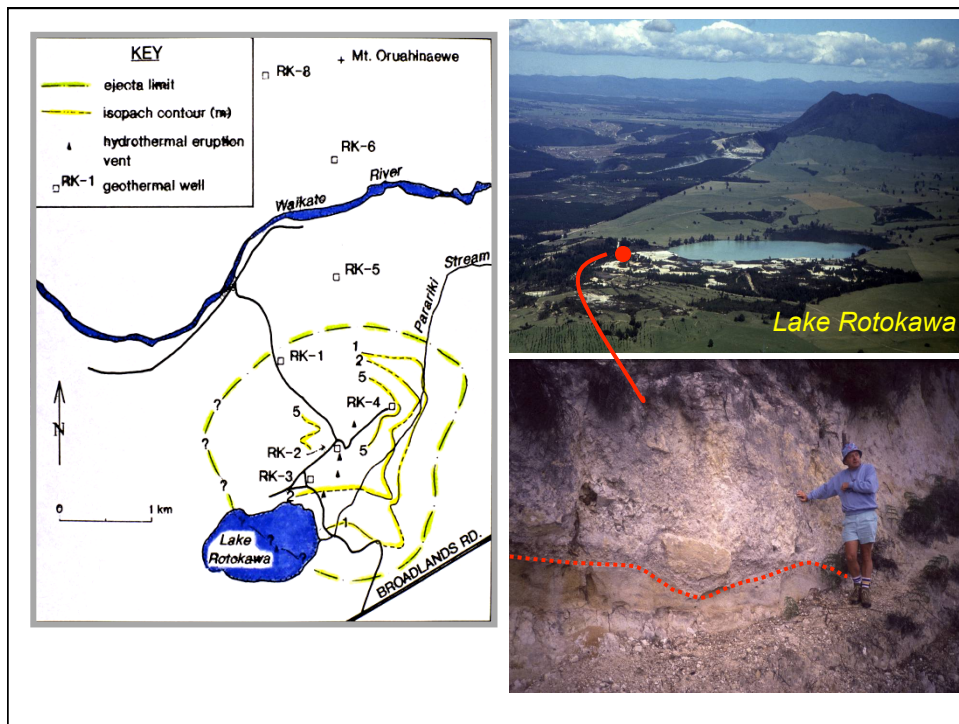 KEY
ejecta limit
isopach contour (m)
hydrothermal eruption
vent
RK-1 geothermal well
RK-8
+ Mt. Oruahinaewe
RK-6
Waikato River
RK-5
Parariki Stream
RK-1
1
2
5
RK-4
5
5
RK-2
RK-3
2
1
?
?
?
?
?
?
N
0 1 km
Lake
Rotokawa
BROADLANDS RD.
Lake Rotokawa